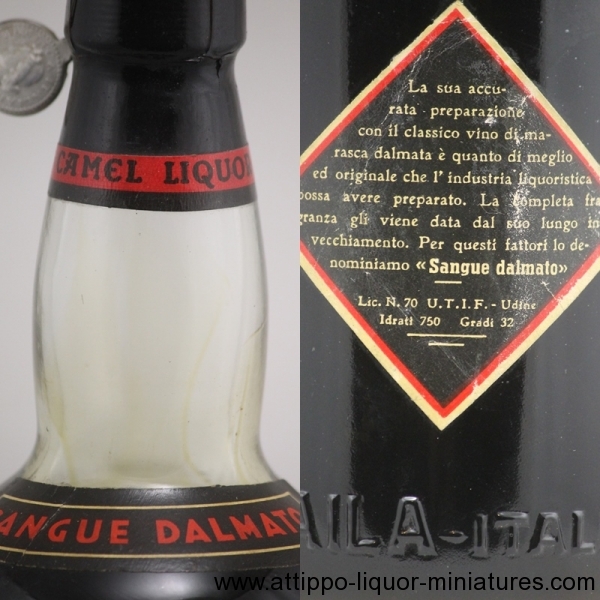 CAMEL LIQUOR
SANGUE DALMATO
La sua accu-
rata preparazione
con il classico vino di ma-
rasca dalmata è quanto di meglio
ed originale che l' industria liquoristica
possa avere preparato. La completa fra
granza gli viene data dal suo lungo in
vecchiamento. Per questi fattori lo de-
nominiamo «Sangue dalmato»
Lic. N. 70 U.T.I.F. - Udine
Idrati 750 Gradi 32
AILA-ITAL
www.attippo-liquor-miniatures.com